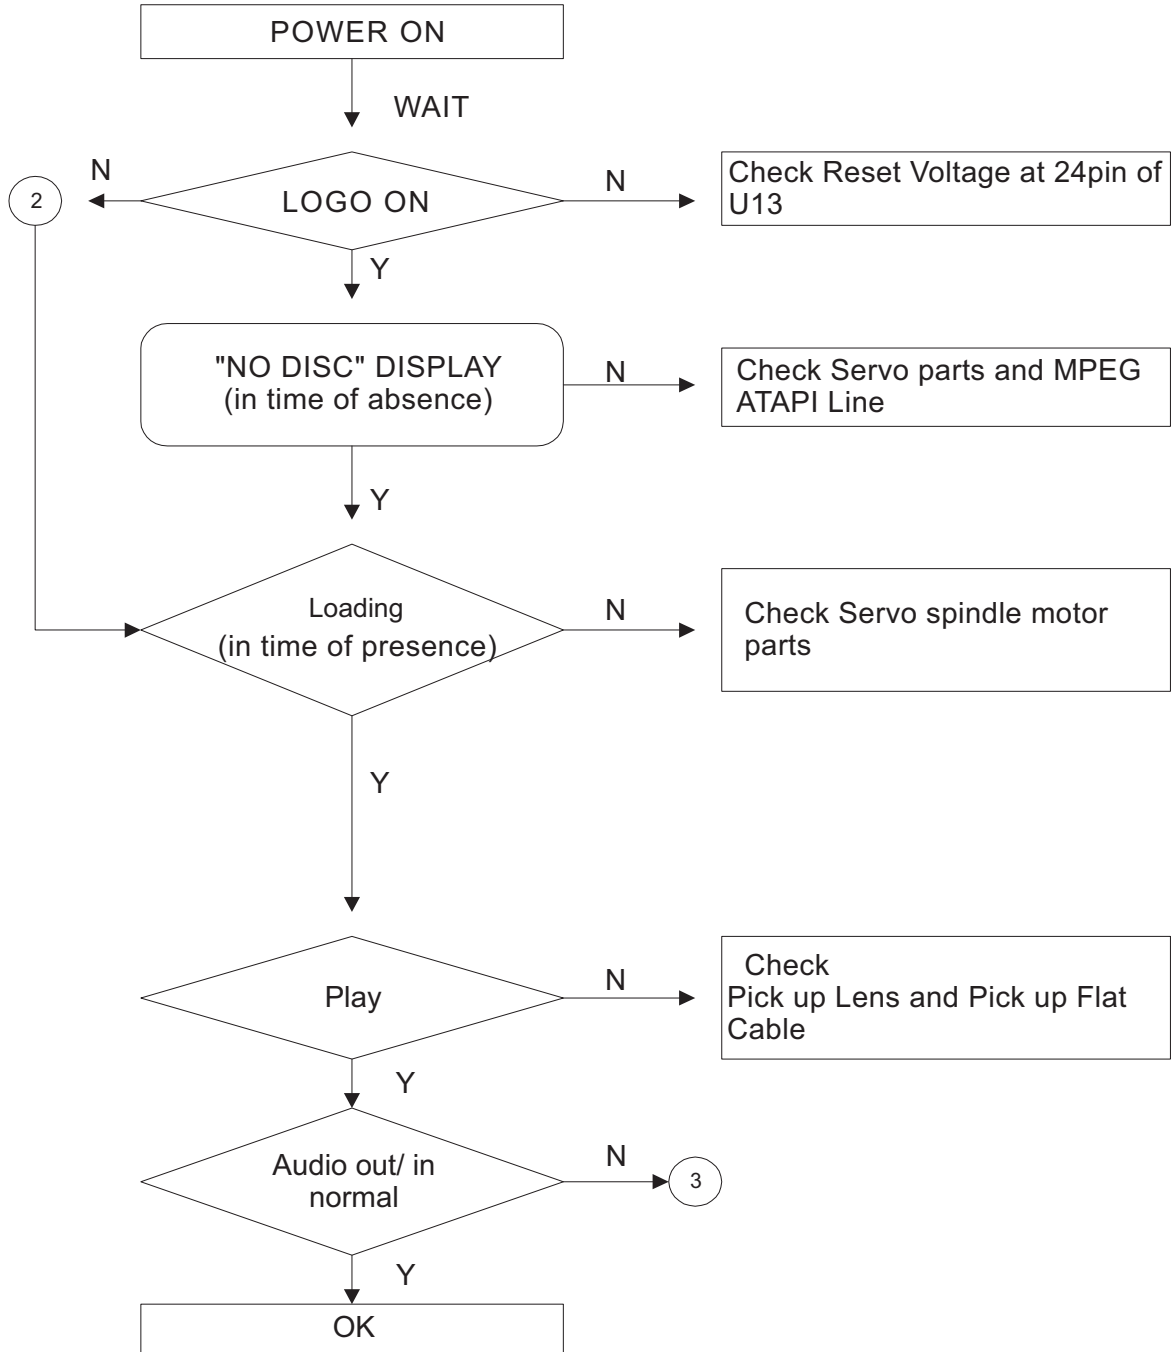 POWER ON
WAIT
N
2
LOGO ON
N
Check Reset Voltage at 24pin of
U13
Y
"NO DISC" DISPLAY
(in time of absence)
N
Check Servo parts and MPEG
ATAPI Line
Y
Loading
(in time of presence)
N
Check Servo spindle motor
parts
Y
Play
N
Check
Pick up Lens and Pick up Flat
Cable
Y
Audio out/ in
normal
N
3
Y
OK